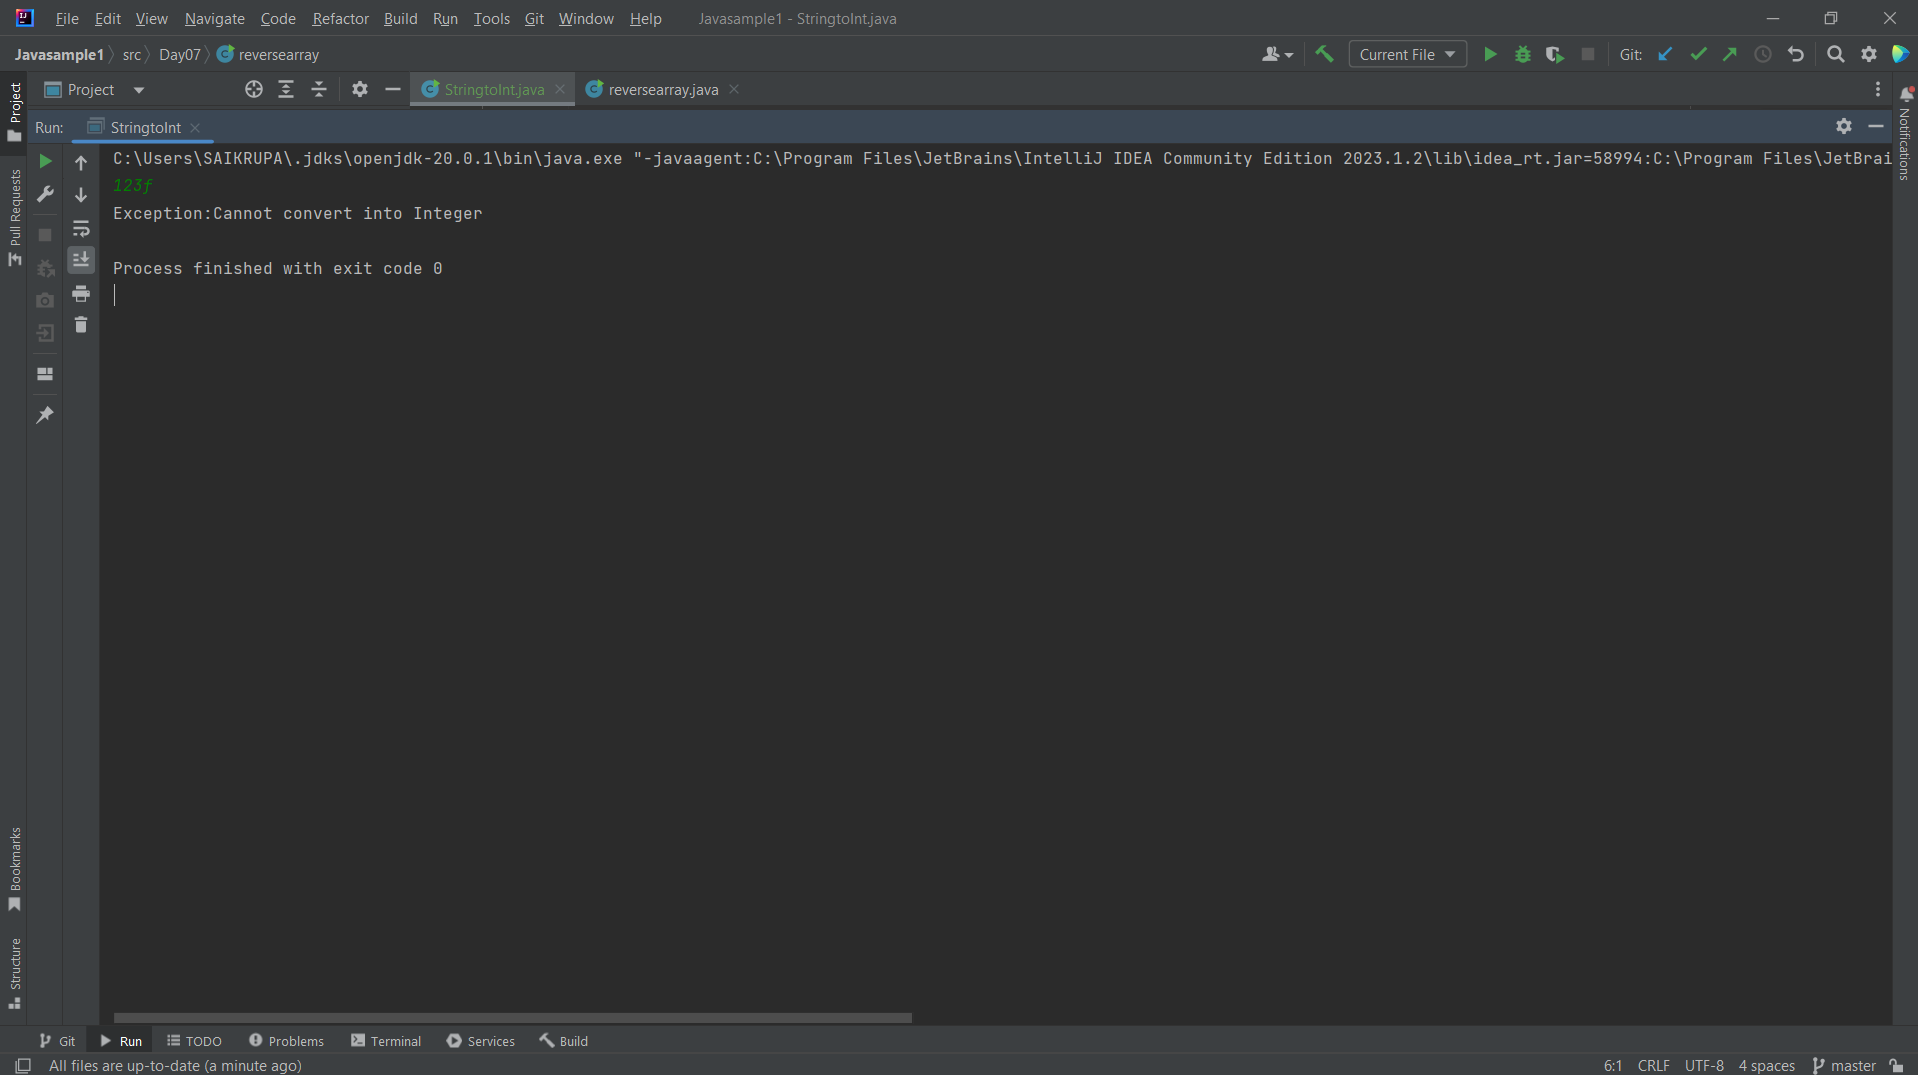 File Edit View Navigate Code Refactor Build Run Tools Git Window Help Javasample1 - StringtoInt.java
Javasample1 src Day07 reversearray Current File Git:
Project StringtoInt.java reversearray.java
Run: StringtoInt
C:\Users\SAIKRUPA\.jdks\openjdk-20.0.1\bin\java.exe "-javaagent:C:\Program Files\JetBrains\IntelliJ IDEA Community Edition 2023.1.2\lib\idea_rt.jar=58994:C:\Program Files\JetBrai
123f
Exception:Cannot convert into Integer
Process finished with exit code 0
Project
Pull Requests
Bookmarks
Structure
Notifications
Git Run TODO Problems Terminal Services Build
All files are up-to-date (a minute ago) 6:1 CRLF UTF-8 4 spaces master